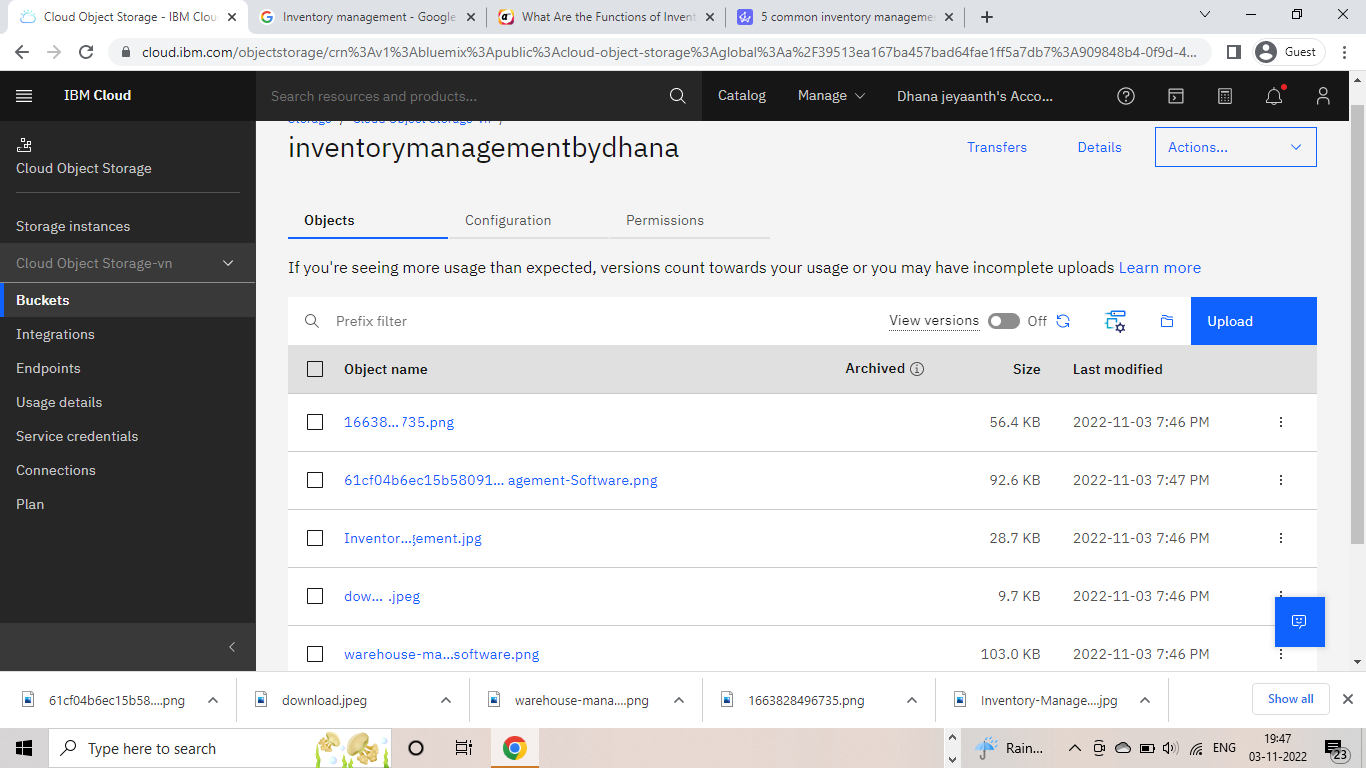 Cloud Object Storage - IBM Clou
Inventory management - Google
What Are the Functions of Invent
5 common inventory manageme
cloud.ibm.com/objectstorage/crn%3Av1%3Abluemix%3Apublic%3Acloud-object-storage%3Aglobal%3Aa%2F39513ea167ba457bad64fae1ff5a7db7%3A909848b4-0f9d-4...
Guest
IBM Cloud
Search resources and products...
Catalog
Manage
Dhana jeyaanth's Acco...
Cloud Object Storage
Storage instances
Cloud Object Storage-vn
Buckets
Integrations
Endpoints
Usage details
Service credentials
Connections
Plan
Storage / Cloud Object Storage-vn /
inventorymanagementbydhana
Transfers
Details
Actions...
Objects
Configuration
Permissions
If you're seeing more usage than expected, versions count towards your usage or you may have incomplete uploads Learn more
Prefix filter
View versions
Off
Upload
Object name
Archived
Size
Last modified
16638... 735.png 56.4 KB 2022-11-03 7:46 PM
61cf04b6ec15b58091... agement-Software.png 92.6 KB 2022-11-03 7:47 PM
Inventor...gement.jpg 28.7 KB 2022-11-03 7:46 PM
dow... .jpeg 9.7 KB 2022-11-03 7:46 PM
warehouse-ma...software.png 103.0 KB 2022-11-03 7:46 PM
61cf04b6ec15b58....png
download.jpeg
warehouse-mana....png
1663828496735.png
Inventory-Manage....jpg
Show all
Type here to search
Rain...
ENG
19:47
03-11-2022
23